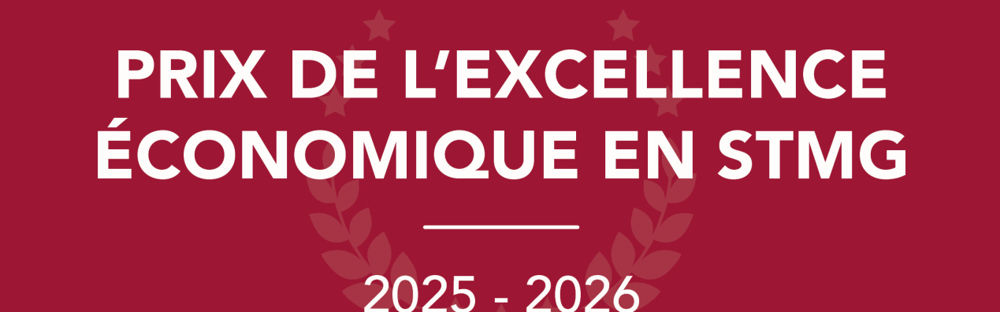 PRIX DE L’EXCELLENCE
ÉCONOMIQUE EN STMG
2025 - 2026